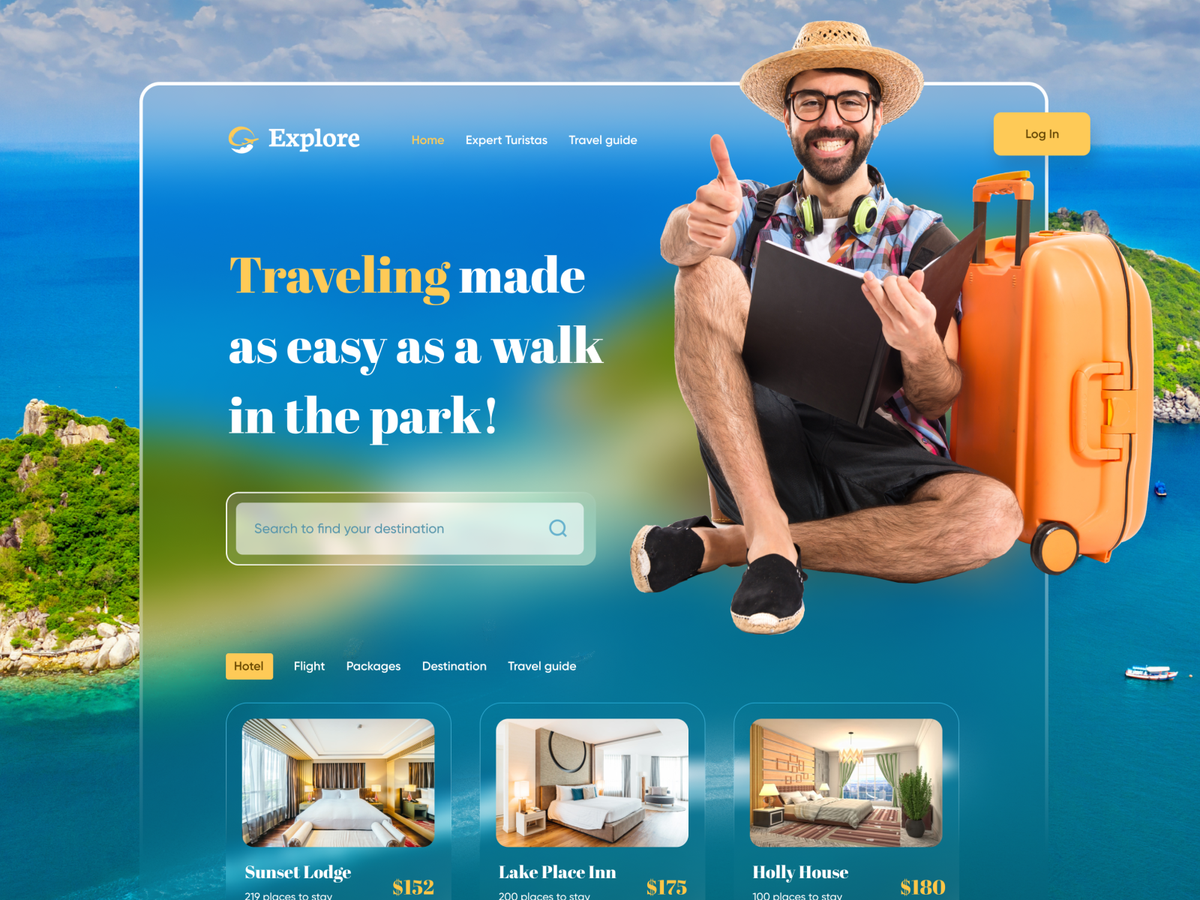 Explore
Home Expert Turistas Travel guide
Log In
Traveling made
as easy as a walk
in the park!
Search to find your destination
Hotel Flight Packages Destination Travel guide
Sunset Lodge
219 places to stay
$152
Lake Place Inn
200 places to stay
$175
Holly House
100 places to stay
$180